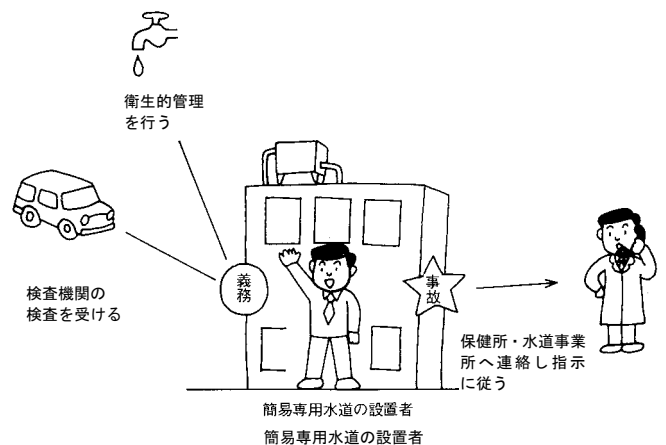 衛生的管理
を行う
検査機関の
検査を受ける
義務
事故
保健所・水道事業
所へ連絡し指示
に従う
簡易専用水道の設置者
簡易専用水道の設置者